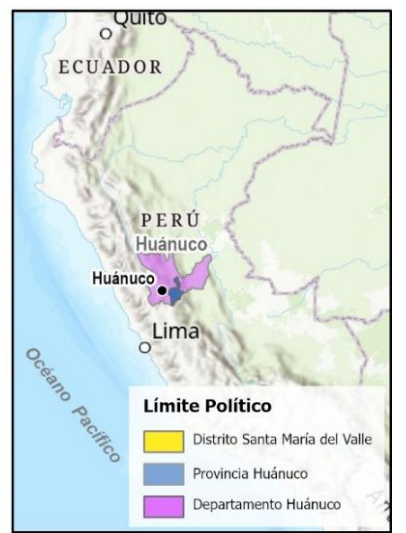 Quito
ECUADOR
PERÚ
Huánuco
Huánuco
Lima
Océano Pacífico
Límite Político
Distrito Santa María del Valle
Provincia Huánuco
Departamento Huánuco